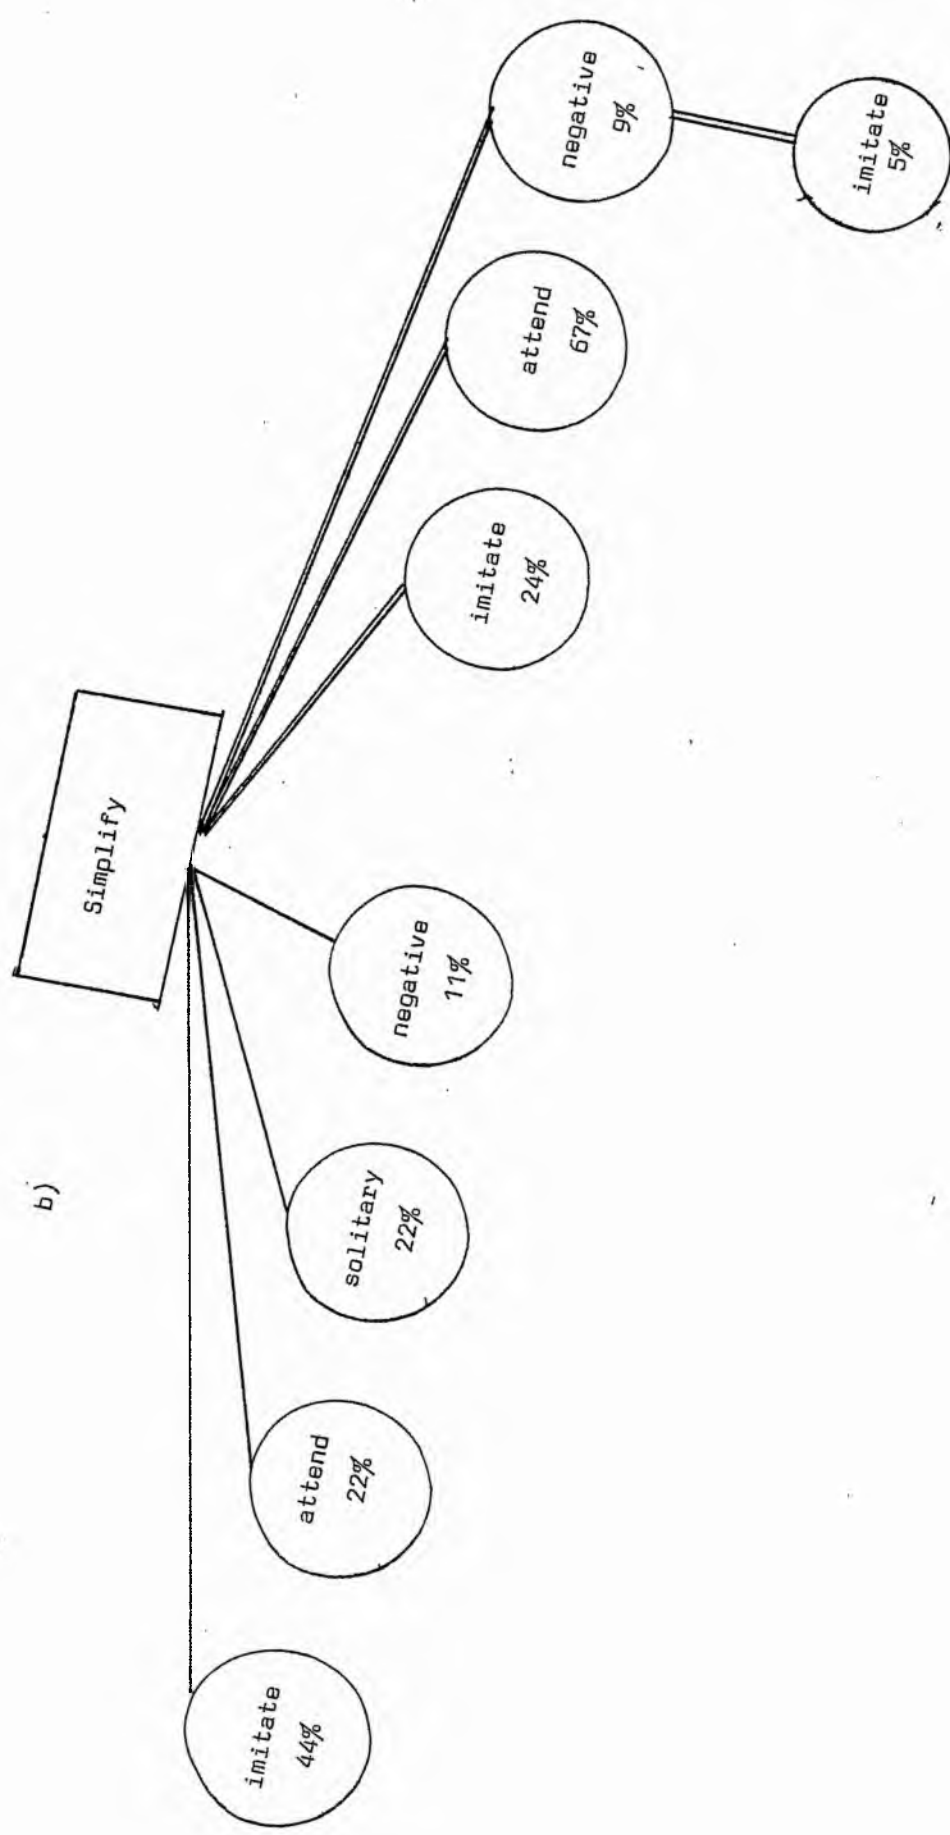 b)
Simplify
imitate
44%
attend
22%
solitary
22%
negative
11%
imitate
24%
attend
67%
negative
9%
imitate
5%